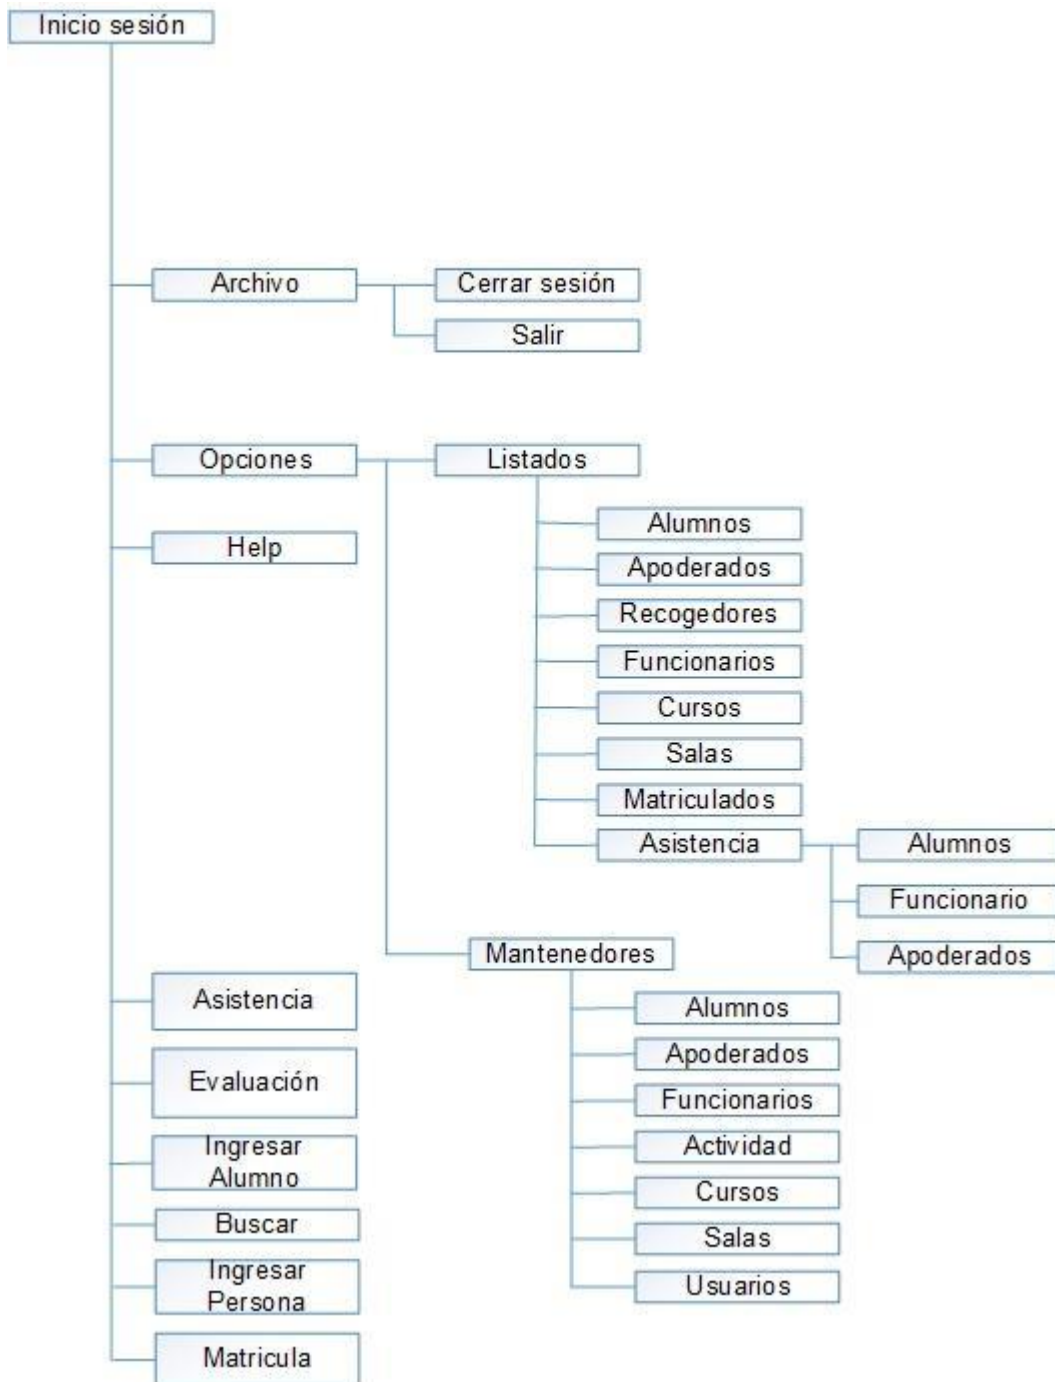 Inicio sesión
Archivo
Cerrar sesión
Salir
Opciones
Listados
Help
Alumnos
Apoderados
Recogedores
Funcionarios
Cursos
Salas
Matriculados
Asistencia
Alumnos
Funcionario
Apoderados
Mantenedores
Alumnos
Apoderados
Funcionarios
Actividad
Cursos
Salas
Usuarios
Asistencia
Evaluación
Ingresar
Alumno
Buscar
Ingresar
Persona
Matricula